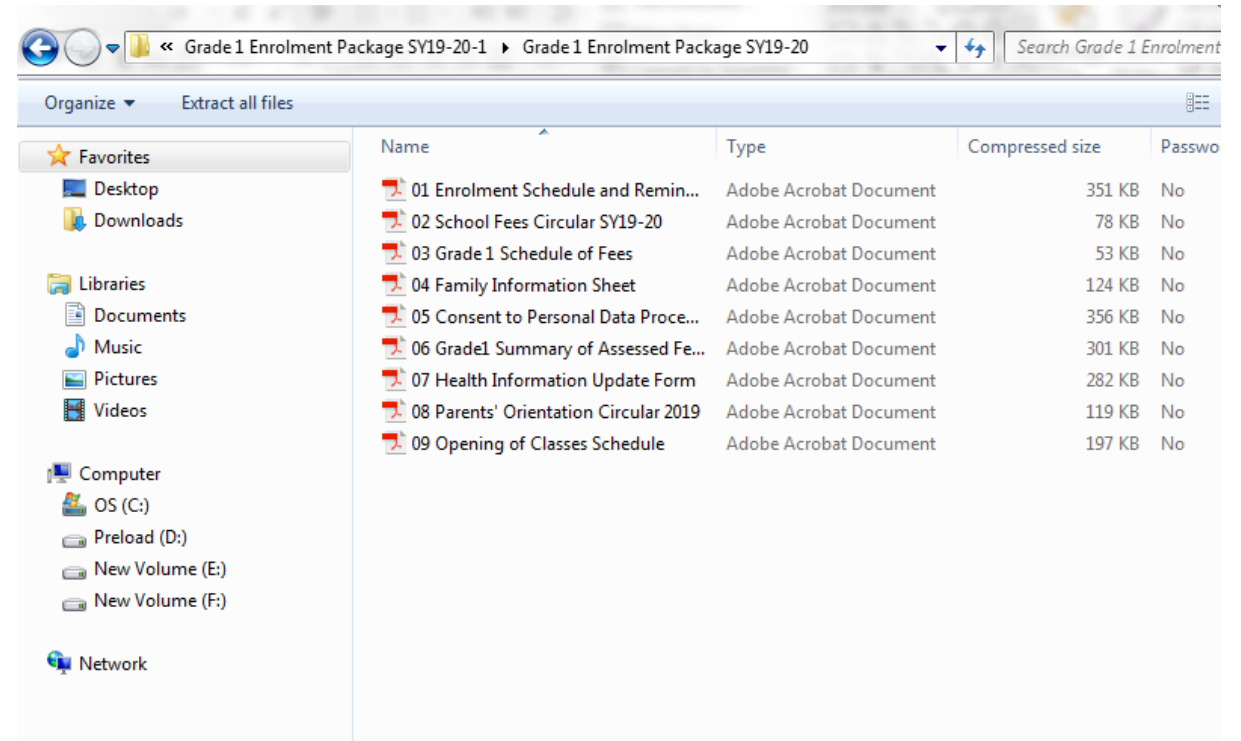 « Grade 1 Enrolment Package SY19-20-1 ▸ Grade 1 Enrolment Package SY19-20
Search Grade 1 Enrolment
Organize
Extract all files
Favorites
Desktop
Downloads
Libraries
Documents
Music
Pictures
Videos
Computer
OS (C:)
Preload (D:)
New Volume (E:)
New Volume (F:)
Network
Name Type Compressed size Passwo
01 Enrolment Schedule and Remin... Adobe Acrobat Document 351 KB No
02 School Fees Circular SY19-20 Adobe Acrobat Document 78 KB No
03 Grade 1 Schedule of Fees Adobe Acrobat Document 53 KB No
04 Family Information Sheet Adobe Acrobat Document 124 KB No
05 Consent to Personal Data Proce... Adobe Acrobat Document 356 KB No
06 Grade1 Summary of Assessed Fe... Adobe Acrobat Document 301 KB No
07 Health Information Update Form Adobe Acrobat Document 282 KB No
08 Parents' Orientation Circular 2019 Adobe Acrobat Document 119 KB No
09 Opening of Classes Schedule Adobe Acrobat Document 197 KB No